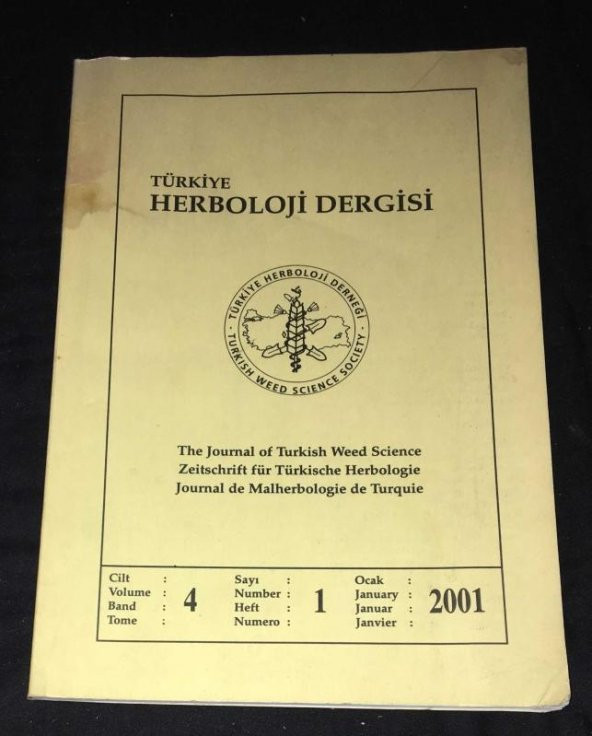 TÜRKİYE
HERBOLOJİ DERGİSİ
· TÜRKİYE HERBOLOJİ DERNEĞİ ·
TURKISH WEED SCIENCE SOCIETY
The Journal of Turkish Weed Science
Zeitschrift für Türkische Herbologie
Journal de Malherbologie de Turquie
Cilt :
Volume :
Band :
Tome :
4
Sayı :
Number :
Heft :
Numero :
1
Ocak :
January :
Januar :
Janvier :
2001